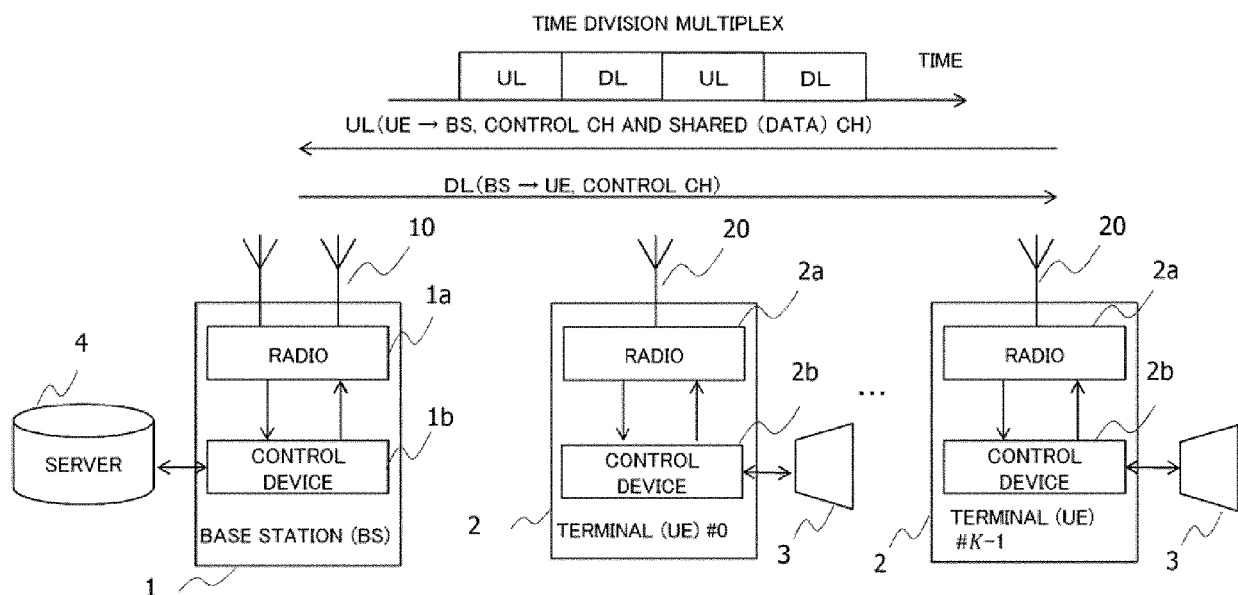 TIME DIVISION MULTIPLEX
UL DL UL DL TIME
UL(UE → BS, CONTROL CH AND SHARED (DATA) CH)
DL(BS → UE, CONTROL CH)
10 20 20
1a 2a 2a
RADIO RADIO RADIO
4 2b ... 2b
1b
SERVER CONTROL DEVICE CONTROL DEVICE CONTROL DEVICE
BASE STATION (BS) TERMINAL (UE) #0 TERMINAL (UE) #K-1
1 2 3 2 3